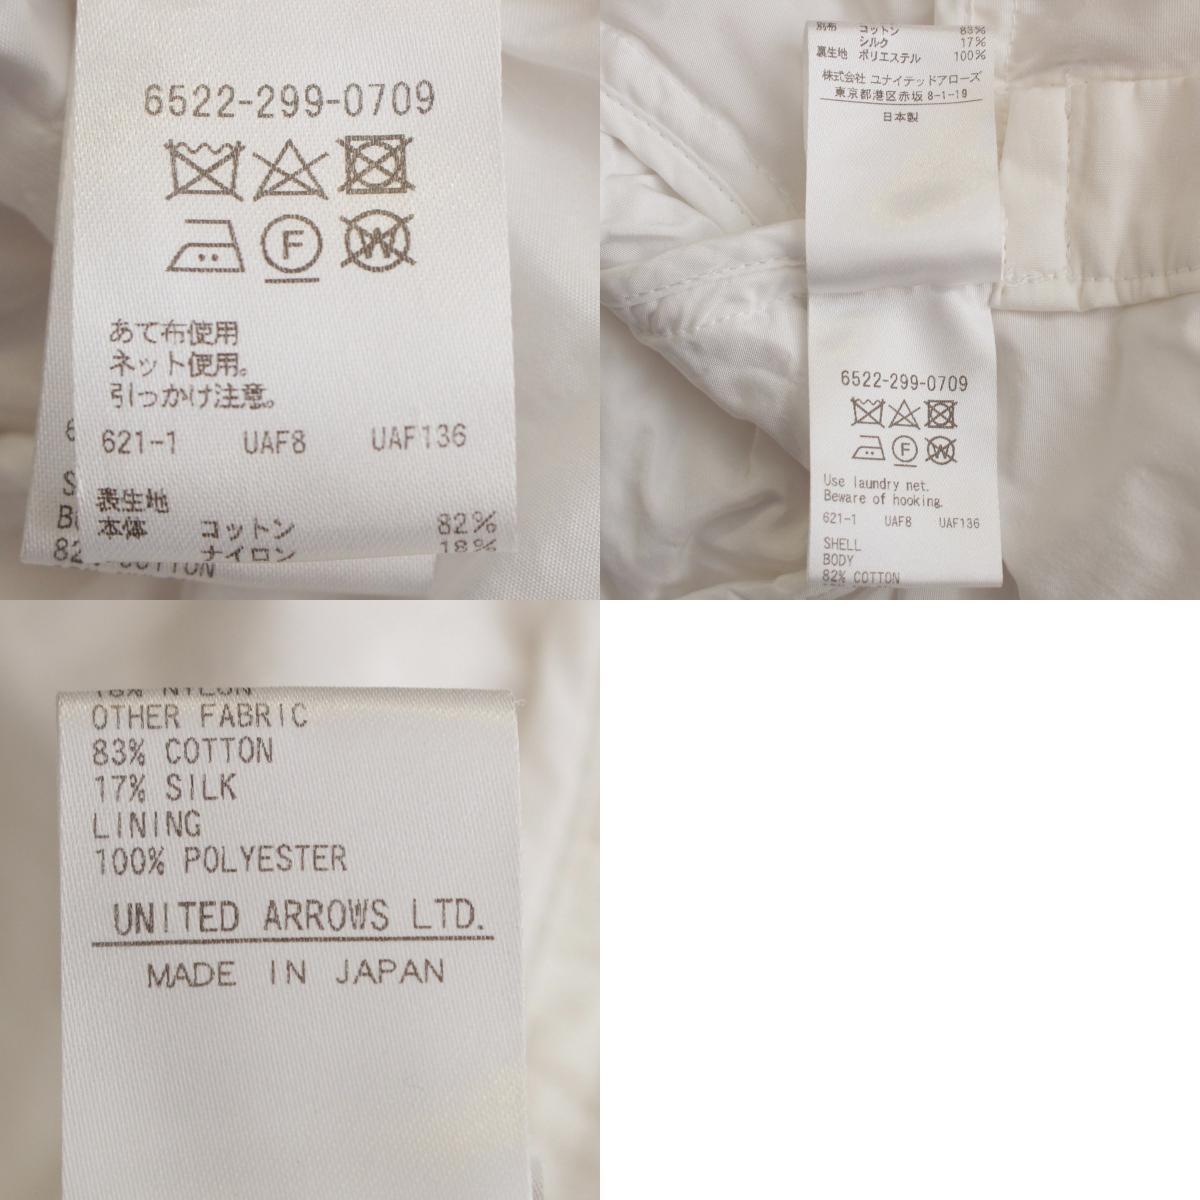 6522-299-0709
F
W
あて布使用
ネット使用。
引っかけ注意。
621-1 UAF8 UAF136
表生地
本体 コットン 82%
ナイロン 18%
別布 コットン 83%
シルク 17%
裏生地 ポリエステル 100%
株式会社 ユナイテッドアローズ
東京都港区赤坂 8-1-19
日本製
6522-299-0709
F
W
Use laundry net.
Beware of hooking.
621-1 UAF8 UAF136
SHELL
BODY
82% COTTON
18% NYLON
OTHER FABRIC
83% COTTON
17% SILK
LINING
100% POLYESTER
UNITED ARROWS LTD.
MADE IN JAPAN